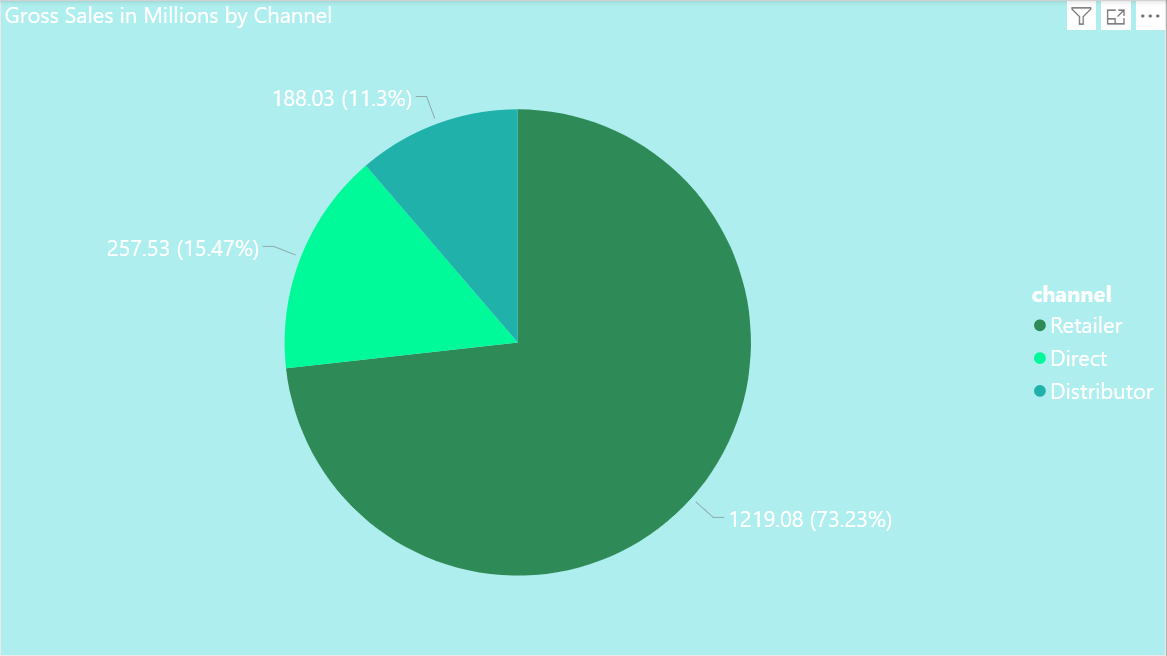 Gross Sales in Millions by Channel
188.03 (11.3%)
257.53 (15.47%)
channel
Retailer
Direct
Distributor
1219.08 (73.23%)